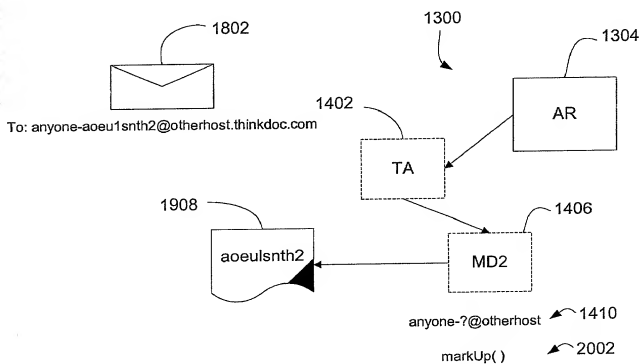 1802
1300
1304
To: anyone-aoeu1snth2@otherhost.thinkdoc.com
1402
AR
TA
1908
1406
aoeulsnth2
MD2
anyone-?@otherhost
1410
markUp( )
2002